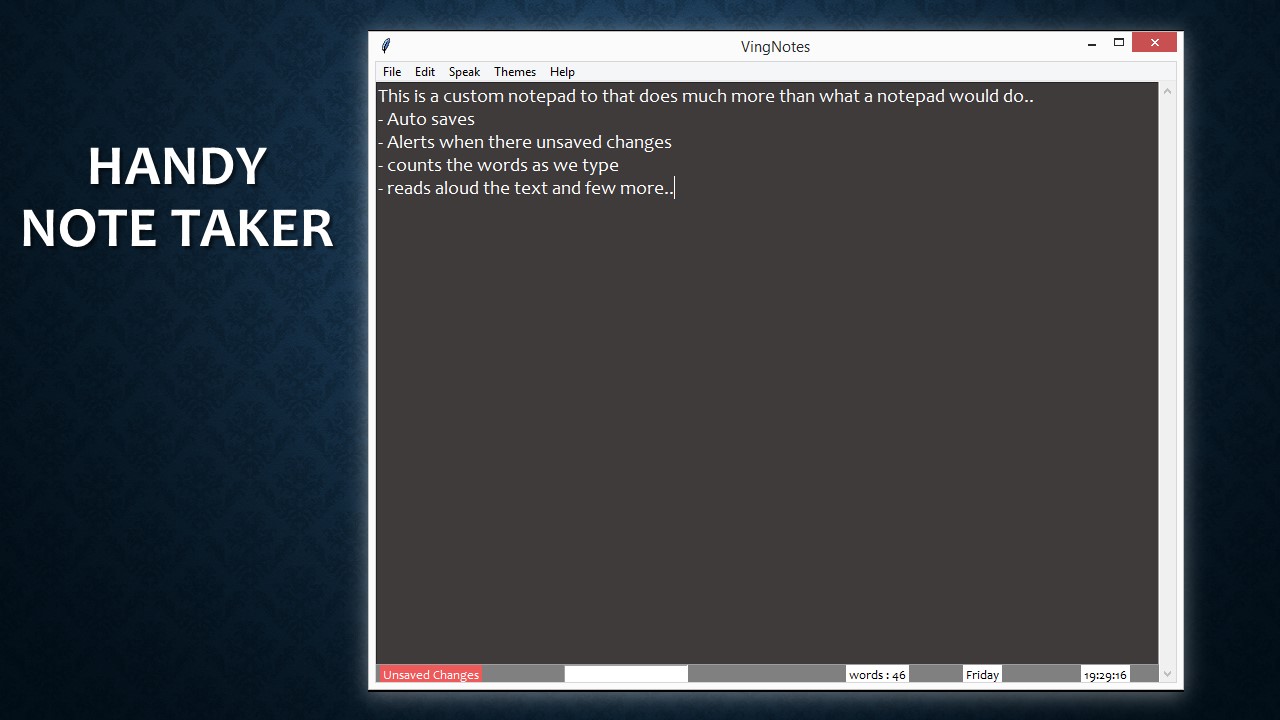 HANDY
NOTE TAKER
VingNotes
File Edit Speak Themes Help
This is a custom notepad to that does much more than what a notepad would do..
- Auto saves
- Alerts when there unsaved changes
- counts the words as we type
- reads aloud the text and few more..
Unsaved Changes words : 46 Friday 19:29:16